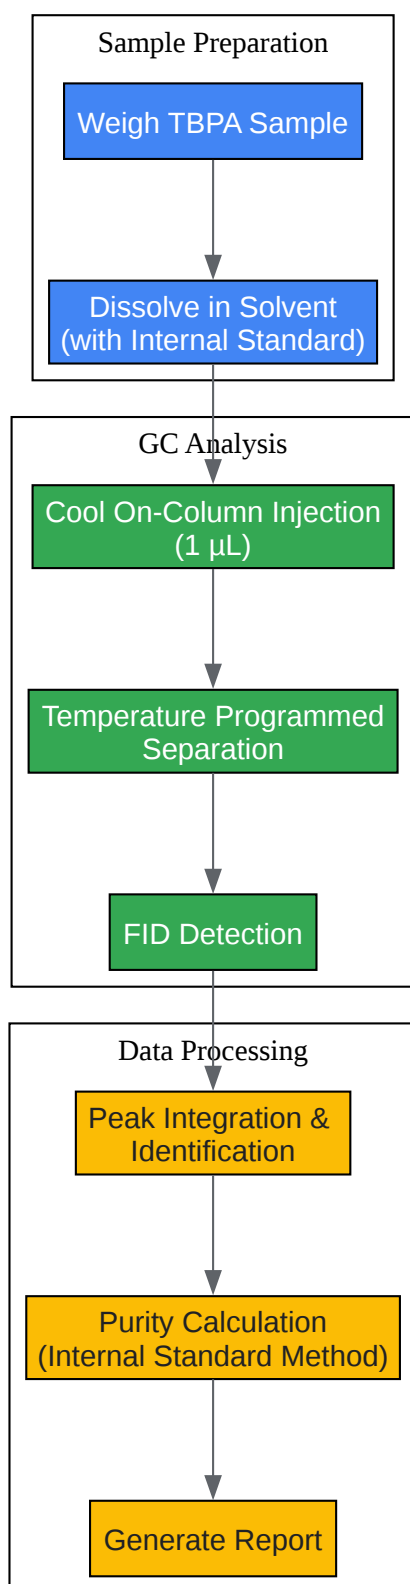 Sample Preparation
Weigh TBPA Sample
Dissolve in Solvent
(with Internal Standard)
GC Analysis
Cool On-Column Injection
(1 µL)
Temperature Programmed
Separation
FID Detection
Data Processing
Peak Integration &
Identification
Purity Calculation
(Internal Standard Method)
Generate Report